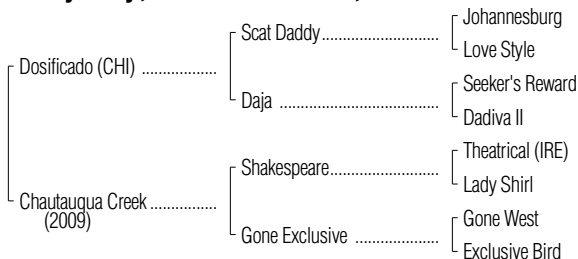 Johannesburg
Scat Daddy
Love Style
Dosificado (CHI)
Seeker's Reward
Daja
Dadiva II
Theatrical (IRE)
Shakespeare
Lady Shirl
Chautauqua Creek
(2009)
Gone West
Gone Exclusive
Exclusive Bird